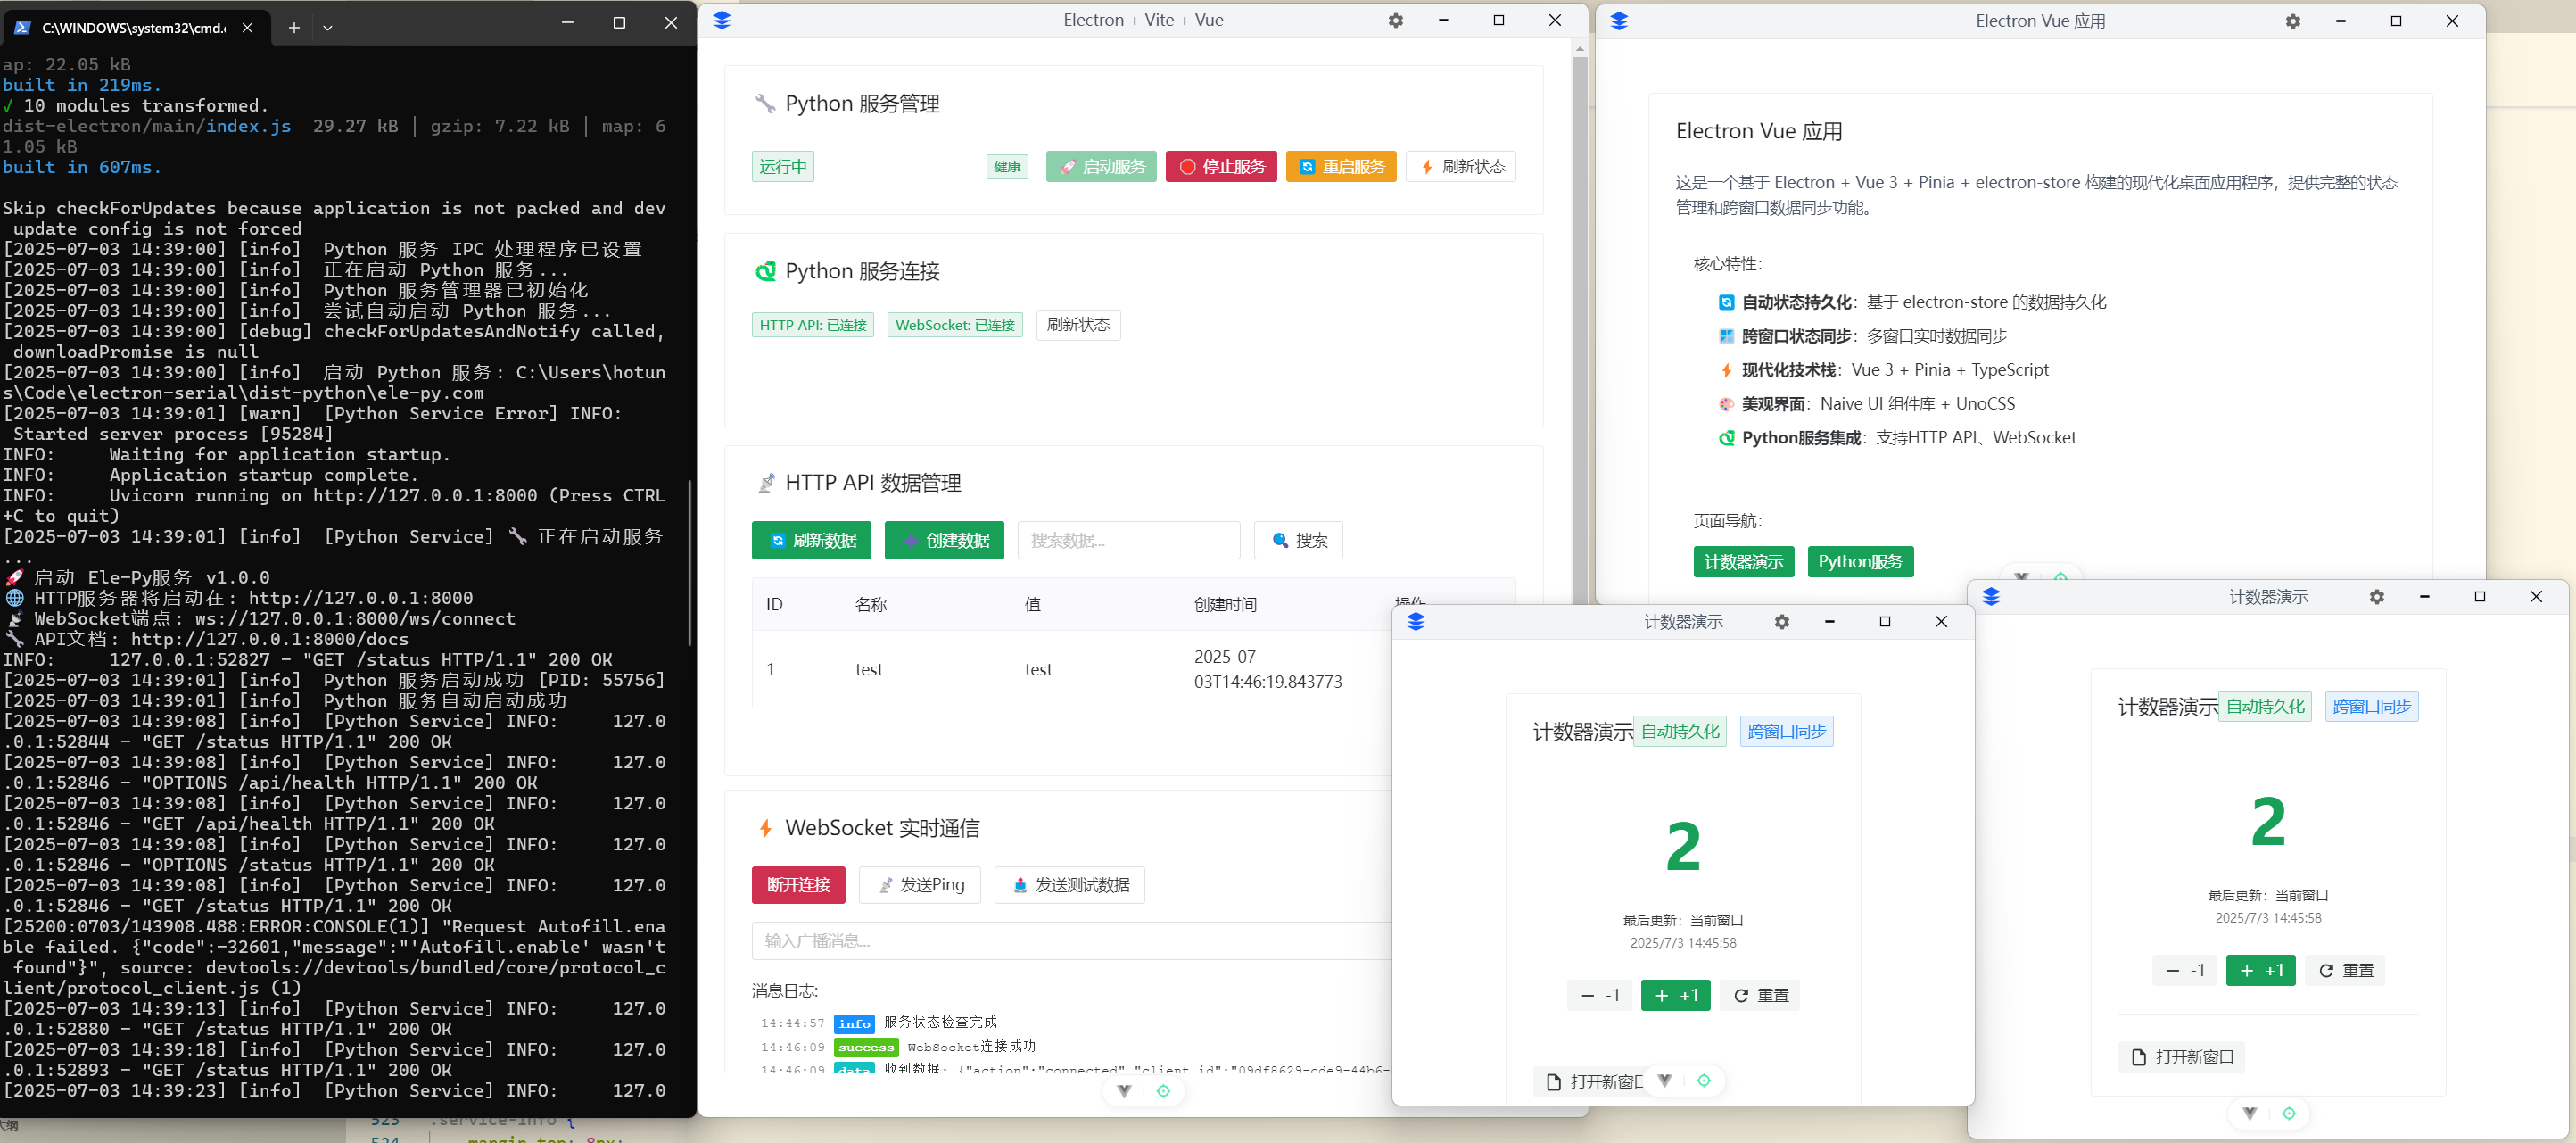 C:\WINDOWS\system32\cmd.e
ap: 22.05 kB
built in 219ms.
✓ 10 modules transformed.
dist-electron/main/index.js  29.27 kB │ gzip: 7.22 kB │ map: 6
1.05 kB
built in 607ms.
Skip checkForUpdates because application is not packed and dev
 update config is not forced
[2025-07-03 14:39:00] [info]  Python 服务 IPC 处理程序已设置
[2025-07-03 14:39:00] [info]  正在启动 Python 服务...
[2025-07-03 14:39:00] [info]  Python 服务管理器已初始化
[2025-07-03 14:39:00] [info]  尝试自动启动 Python 服务...
[2025-07-03 14:39:00] [debug] checkForUpdatesAndNotify called,
 downloadPromise is null
[2025-07-03 14:39:00] [info]  启动 Python 服务: C:\Users\hotun
s\Code\electron-serial\dist-python\ele-py.com
[2025-07-03 14:39:01] [warn]  [Python Service Error] INFO:
 Started server process [95284]
INFO:     Waiting for application startup.
INFO:     Application startup complete.
INFO:     Uvicorn running on http://127.0.0.1:8000 (Press CTRL
+C to quit)
[2025-07-03 14:39:01] [info]  [Python Service] 🔧 正在启动服务
...
🚀 启动 Ele-Py服务 v1.0.0
🌐 HTTP服务器将启动在: http://127.0.0.1:8000
📡 WebSocket端点: ws://127.0.0.1:8000/ws/connect
🔧 API文档: http://127.0.0.1:8000/docs
INFO:     127.0.0.1:52827 - "GET /status HTTP/1.1" 200 OK
[2025-07-03 14:39:01] [info]  Python 服务启动成功 [PID: 55756]
[2025-07-03 14:39:01] [info]  Python 服务自动启动成功
[2025-07-03 14:39:08] [info]  [Python Service] INFO:     127.0
.0.1:52844 - "GET /status HTTP/1.1" 200 OK
[2025-07-03 14:39:08] [info]  [Python Service] INFO:     127.0
.0.1:52846 - "OPTIONS /api/health HTTP/1.1" 200 OK
[2025-07-03 14:39:08] [info]  [Python Service] INFO:     127.0
.0.1:52846 - "GET /api/health HTTP/1.1" 200 OK
[2025-07-03 14:39:08] [info]  [Python Service] INFO:     127.0
.0.1:52846 - "OPTIONS /status HTTP/1.1" 200 OK
[2025-07-03 14:39:08] [info]  [Python Service] INFO:     127.0
.0.1:52846 - "GET /status HTTP/1.1" 200 OK
[25200:0703/143908.488:ERROR:CONSOLE(1)] "Request Autofill.ena
ble failed. {"code":-32601,"message":"'Autofill.enable' wasn't
 found"}", source: devtools://devtools/bundled/core/protocol_c
lient/protocol_client.js (1)
[2025-07-03 14:39:13] [info]  [Python Service] INFO:     127.0
.0.1:52880 - "GET /status HTTP/1.1" 200 OK
[2025-07-03 14:39:18] [info]  [Python Service] INFO:     127.0
.0.1:52893 - "GET /status HTTP/1.1" 200 OK
[2025-07-03 14:39:23] [info]  [Python Service] INFO:     127.0
523 .service-info {
524 margin-top: 8px;
Electron + Vite + Vue
🔧 Python 服务管理
运行中 健康 🚀 启动服务 🛑 停止服务 🔄 重启服务 ⚡ 刷新状态
Python 服务连接
HTTP API: 已连接 WebSocket: 已连接 刷新状态
📡 HTTP API 数据管理
🔄 刷新数据 ➕ 创建数据 搜索数据... 🔍 搜索
ID 名称 值 创建时间 操作
1 test test 2025-07-
03T14:46:19.843773
⚡ WebSocket 实时通信
断开连接 📡 发送Ping 📤 发送测试数据
输入广播消息...
消息日志:
14:44:57 info 服务状态检查完成
14:46:09 success WebSocket连接成功
14:46:09 data 收到数据: {"action":"connected","client_id":"09df8629-cde9-44b6-
Electron Vue 应用
Electron Vue 应用
这是一个基于 Electron + Vue 3 + Pinia + electron-store 构建的现代化桌面应用程序，提供完整的状态
管理和跨窗口数据同步功能。
核心特性：
🔄 自动状态持久化：基于 electron-store 的数据持久化
🪟 跨窗口状态同步：多窗口实时数据同步
⚡ 现代化技术栈：Vue 3 + Pinia + TypeScript
🎨 美观界面：Naive UI 组件库 + UnoCSS
🐍 Python服务集成：支持HTTP API、WebSocket
页面导航：
计数器演示 Python服务
计数器演示
计数器演示 自动持久化 跨窗口同步
2
最后更新：当前窗口
2025/7/3 14:45:58
-1 +1 重置
打开新窗口
计数器演示
计数器演示 自动持久化 跨窗口同步
2
最后更新：当前窗口
2025/7/3 14:45:58
-1 +1 重置
打开新窗口